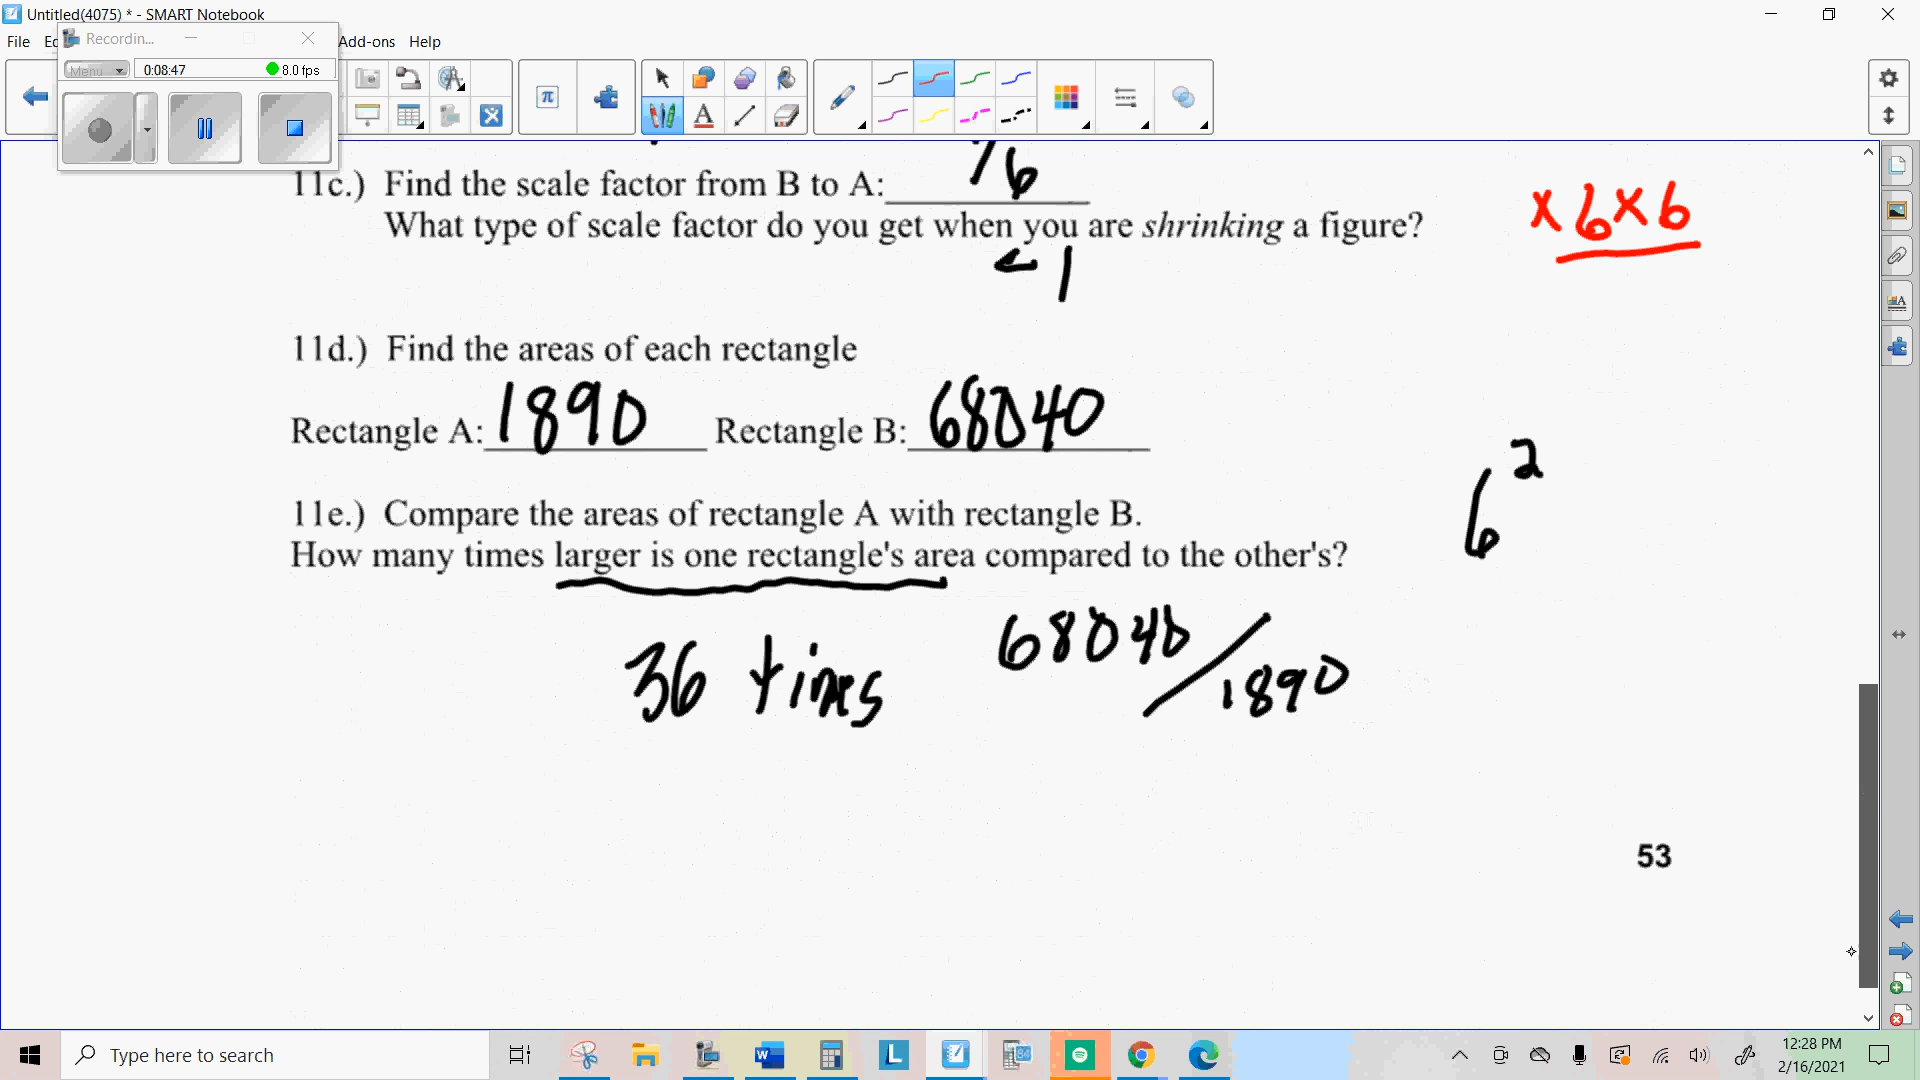 Untitled(4075) * - SMART Notebook
File
Recordin...
Add-ons Help
Menu 0:08:47 8.0 fps
π
A
11c.) Find the scale factor from B to A: 1/6
What type of scale factor do you get when you are shrinking a figure?
< 1
x 6 x 6
11d.) Find the areas of each rectangle
Rectangle A: 1890 Rectangle B: 68040
6²
11e.) Compare the areas of rectangle A with rectangle B.
How many times larger is one rectangle's area compared to the other's?
36 times 68040/1890
53
Type here to search
12:28 PM
2/16/2021